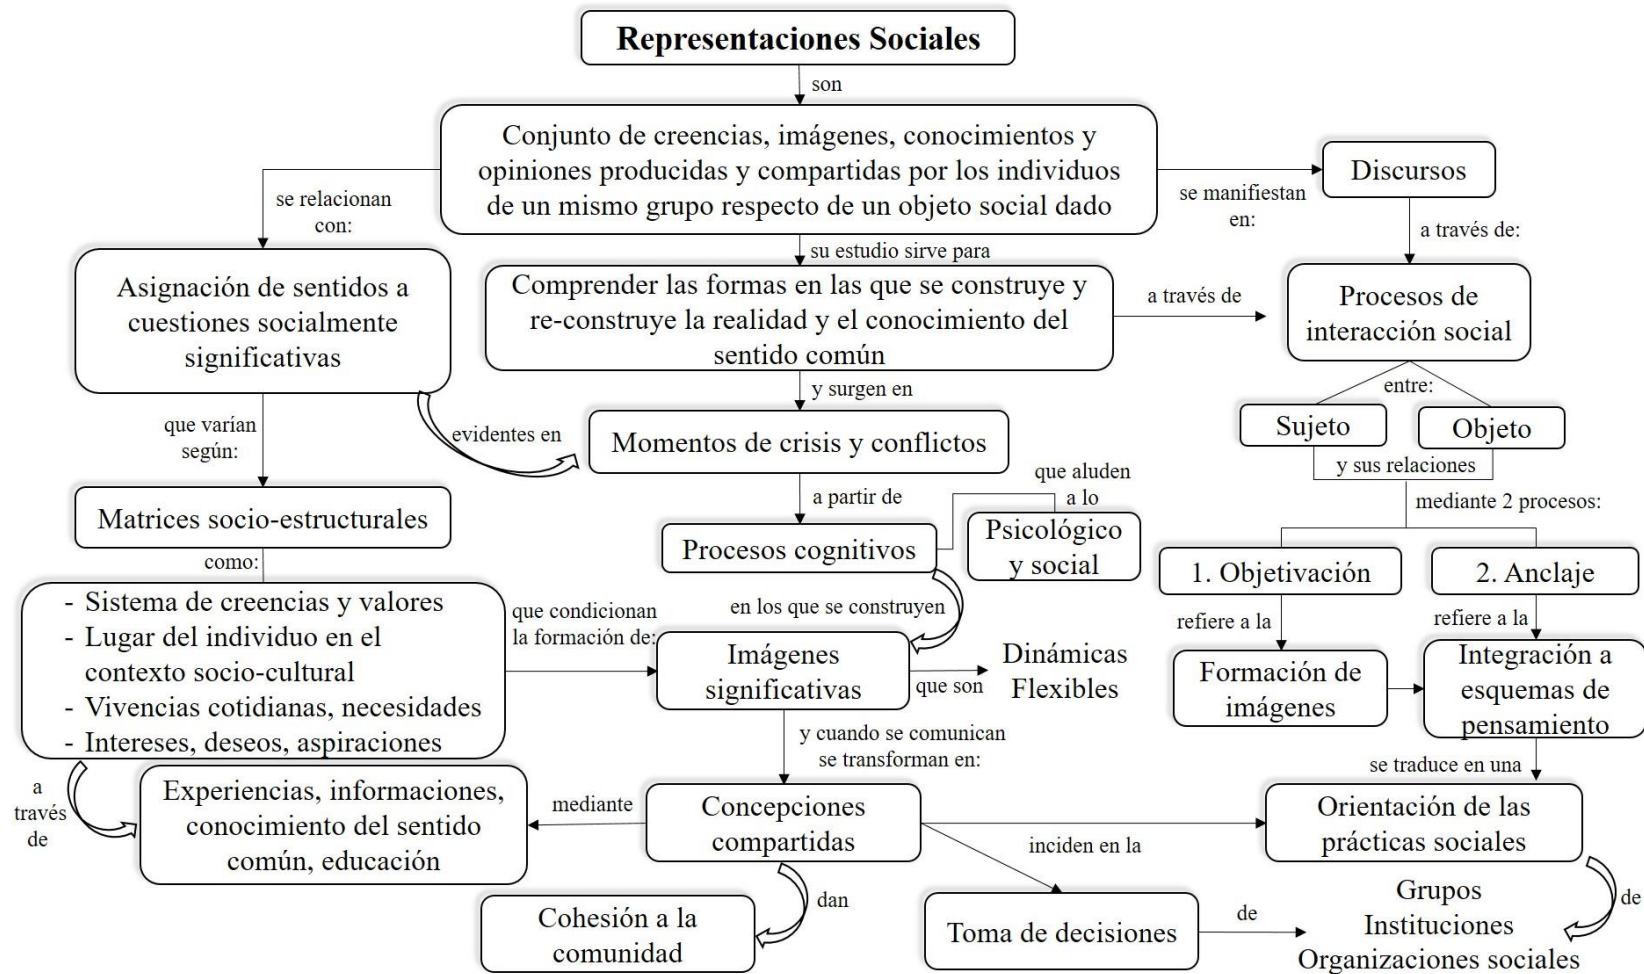 Representaciones Sociales
son
Conjunto de creencias, imágenes, conocimientos y
opiniones producidas y compartidas por los individuos
de un mismo grupo respecto de un objeto social dado
se relacionan
con:
se manifiestan
en:
Discursos
a través de:
su estudio sirve para
Asignación de sentidos a
cuestiones socialmente
significativas
Comprender las formas en las que se construye y
re-construye la realidad y el conocimiento del
sentido común
a través de
Procesos de
interacción social
y surgen en
entre:
que varían
según:
evidentes en
Momentos de crisis y conflictos
Sujeto
Objeto
y sus relaciones
Matrices socio-estructurales
a partir de
que aluden
a lo
mediante 2 procesos:
Procesos cognitivos
Psicológico
y social
1. Objetivación
2. Anclaje
como:
- Sistema de creencias y valores
- Lugar del individuo en el
contexto socio-cultural
- Vivencias cotidianas, necesidades
- Intereses, deseos, aspiraciones
que condicionan
la formación de:
en los que se construyen
Imágenes
significativas
que son
Dinámicas
Flexibles
refiere a la
refiere a la
Formación de
imágenes
Integración a
esquemas de
pensamiento
y cuando se comunican
se transforman en:
se traduce en una
a
través
de
Experiencias, informaciones,
conocimiento del sentido
común, educación
mediante
Concepciones
compartidas
inciden en la
Orientación de las
prácticas sociales
dan
Cohesión a la
comunidad
Toma de decisiones
de
de
Grupos
Instituciones
Organizaciones sociales